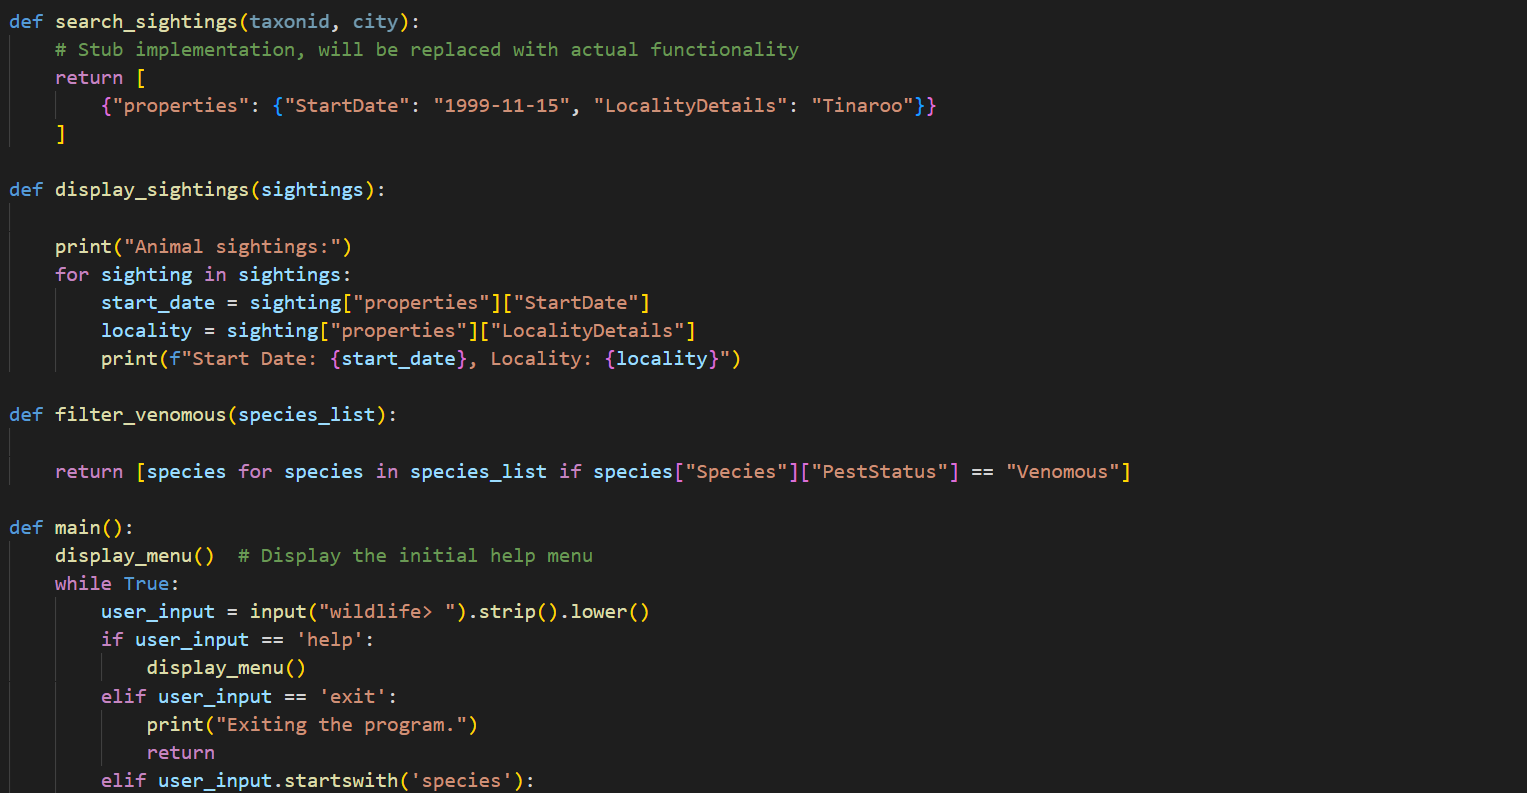 def search_sightings(taxonid, city):
    # Stub implementation, will be replaced with actual functionality
    return [
        {"properties": {"StartDate": "1999-11-15", "LocalityDetails": "Tinaroo"}}
    ]
def display_sightings(sightings):
    print("Animal sightings:")
    for sighting in sightings:
        start_date = sighting["properties"]["StartDate"]
        locality = sighting["properties"]["LocalityDetails"]
        print(f"Start Date: {start_date}, Locality: {locality}")
def filter_venomous(species_list):
    return [species for species in species_list if species["Species"]["PestStatus"] == "Venomous"]
def main():
    display_menu()  # Display the initial help menu
    while True:
        user_input = input("wildlife> ").strip().lower()
        if user_input == 'help':
            display_menu()
        elif user_input == 'exit':
            print("Exiting the program.")
            return
        elif user_input.startswith('species'):